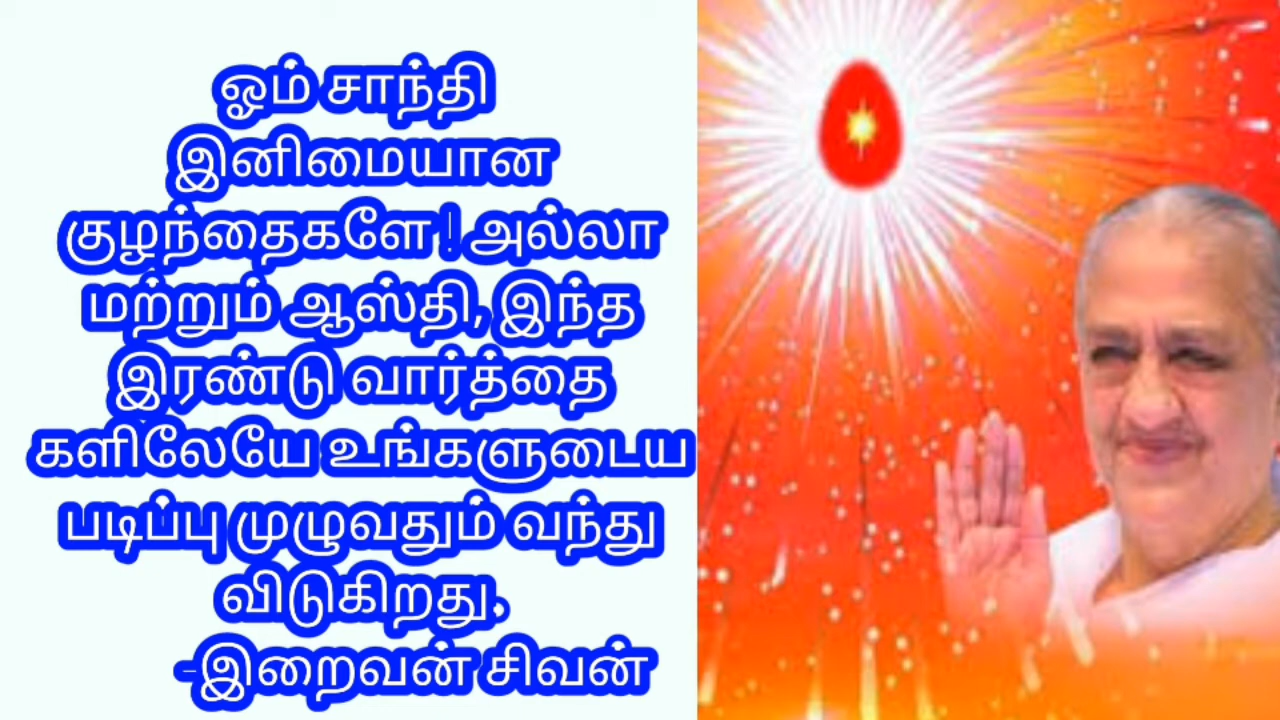 ஓம் சாந்தி
இனிமையான
குழந்தைகளே ! அல்லா
மற்றும் ஆஸ்தி, இந்த
இரண்டு வார்த்தை
களிலேயே உங்களுடைய
படிப்பு முழுவதும் வந்து
விடுகிறது.
-இறைவன் சிவன்